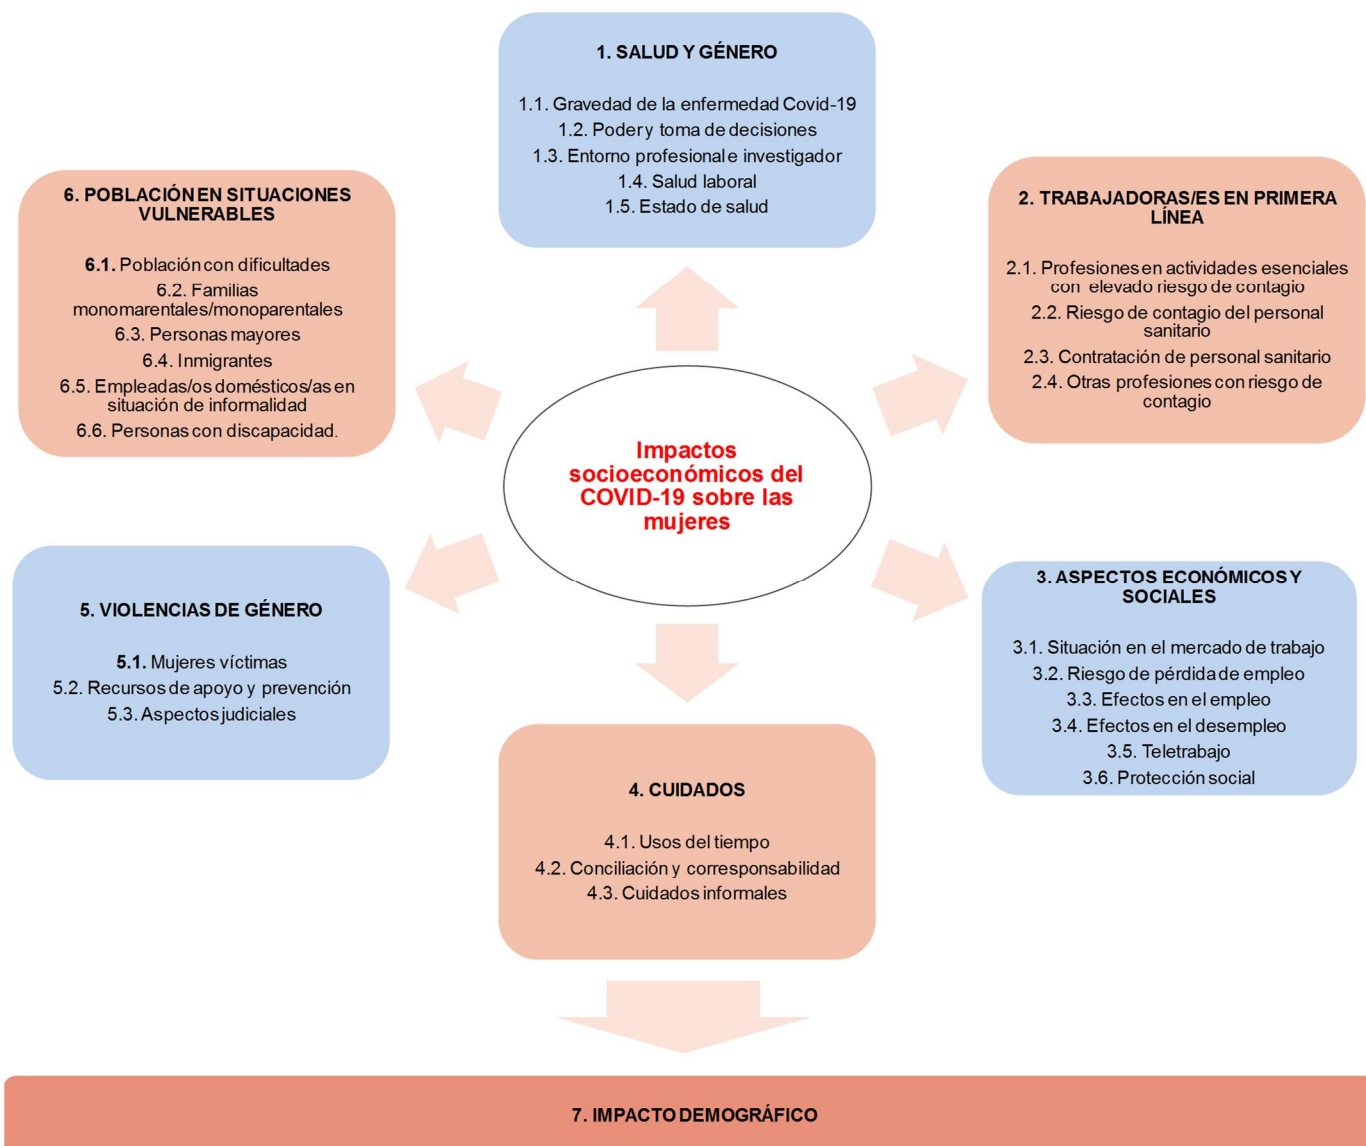 1. SALUD Y GÉNERO
1.1. Gravedad de la enfermedad Covid-19
1.2. Poder y toma de decisiones
1.3. Entorno profesional e investigador
1.4. Salud laboral
1.5. Estado de salud
2. TRABAJADORAS/ES EN PRIMERA
LÍNEA
2.1. Profesiones en actividades esenciales
con elevado riesgo de contagio
2.2. Riesgo de contagio del personal
sanitario
2.3. Contratación de personal sanitario
2.4. Otras profesiones con riesgo de
contagio
3. ASPECTOS ECONÓMICOS Y
SOCIALES
3.1. Situación en el mercado de trabajo
3.2. Riesgo de pérdida de empleo
3.3. Efectos en el empleo
3.4. Efectos en el desempleo
3.5. Teletrabajo
3.6. Protección social
4. CUIDADOS
4.1. Usos del tiempo
4.2. Conciliación y corresponsabilidad
4.3. Cuidados informales
5. VIOLENCIAS DE GÉNERO
5.1. Mujeres víctimas
5.2. Recursos de apoyo y prevención
5.3. Aspectos judiciales
6. POBLACIÓN EN SITUACIONES
VULNERABLES
6.1. Población con dificultades
6.2. Familias
monomarentales/monoparentales
6.3. Personas mayores
6.4. Inmigrantes
6.5. Empleadas/os domésticos/as en
situación de informalidad
6.6. Personas con discapacidad.
Impactos
socioeconómicos del
COVID-19 sobre las
mujeres
7. IMPACTO DEMOGRÁFICO